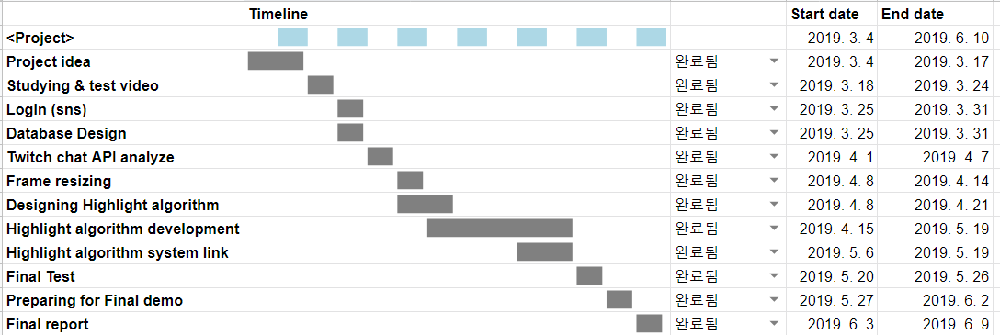 Timeline Start date End date
<Project> 2019. 3. 4 2019. 6. 10
Project idea 완료됨 2019. 3. 4 2019. 3. 17
Studying & test video 완료됨 2019. 3. 18 2019. 3. 24
Login (sns) 완료됨 2019. 3. 25 2019. 3. 31
Database Design 완료됨 2019. 3. 25 2019. 3. 31
Twitch chat API analyze 완료됨 2019. 4. 1 2019. 4. 7
Frame resizing 완료됨 2019. 4. 8 2019. 4. 14
Designing Highlight algorithm 완료됨 2019. 4. 8 2019. 4. 21
Highlight algorithm development 완료됨 2019. 4. 15 2019. 5. 19
Highlight algorithm system link 완료됨 2019. 5. 6 2019. 5. 19
Final Test 완료됨 2019. 5. 20 2019. 5. 26
Preparing for Final demo 완료됨 2019. 5. 27 2019. 6. 2
Final report 완료됨 2019. 6. 3 2019. 6. 9